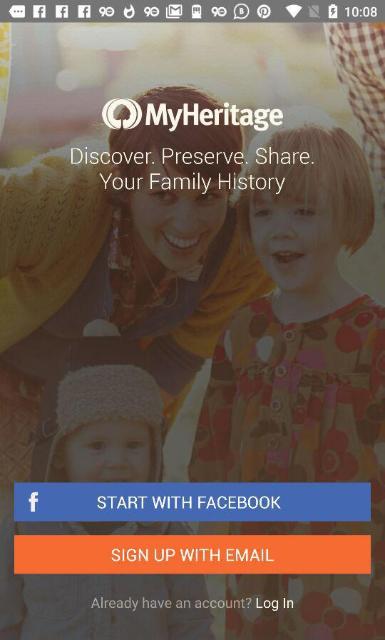 10:08
MyHeritage
Discover. Preserve. Share.
Your Family History
f START WITH FACEBOOK
SIGN UP WITH EMAIL
Already have an account? Log In